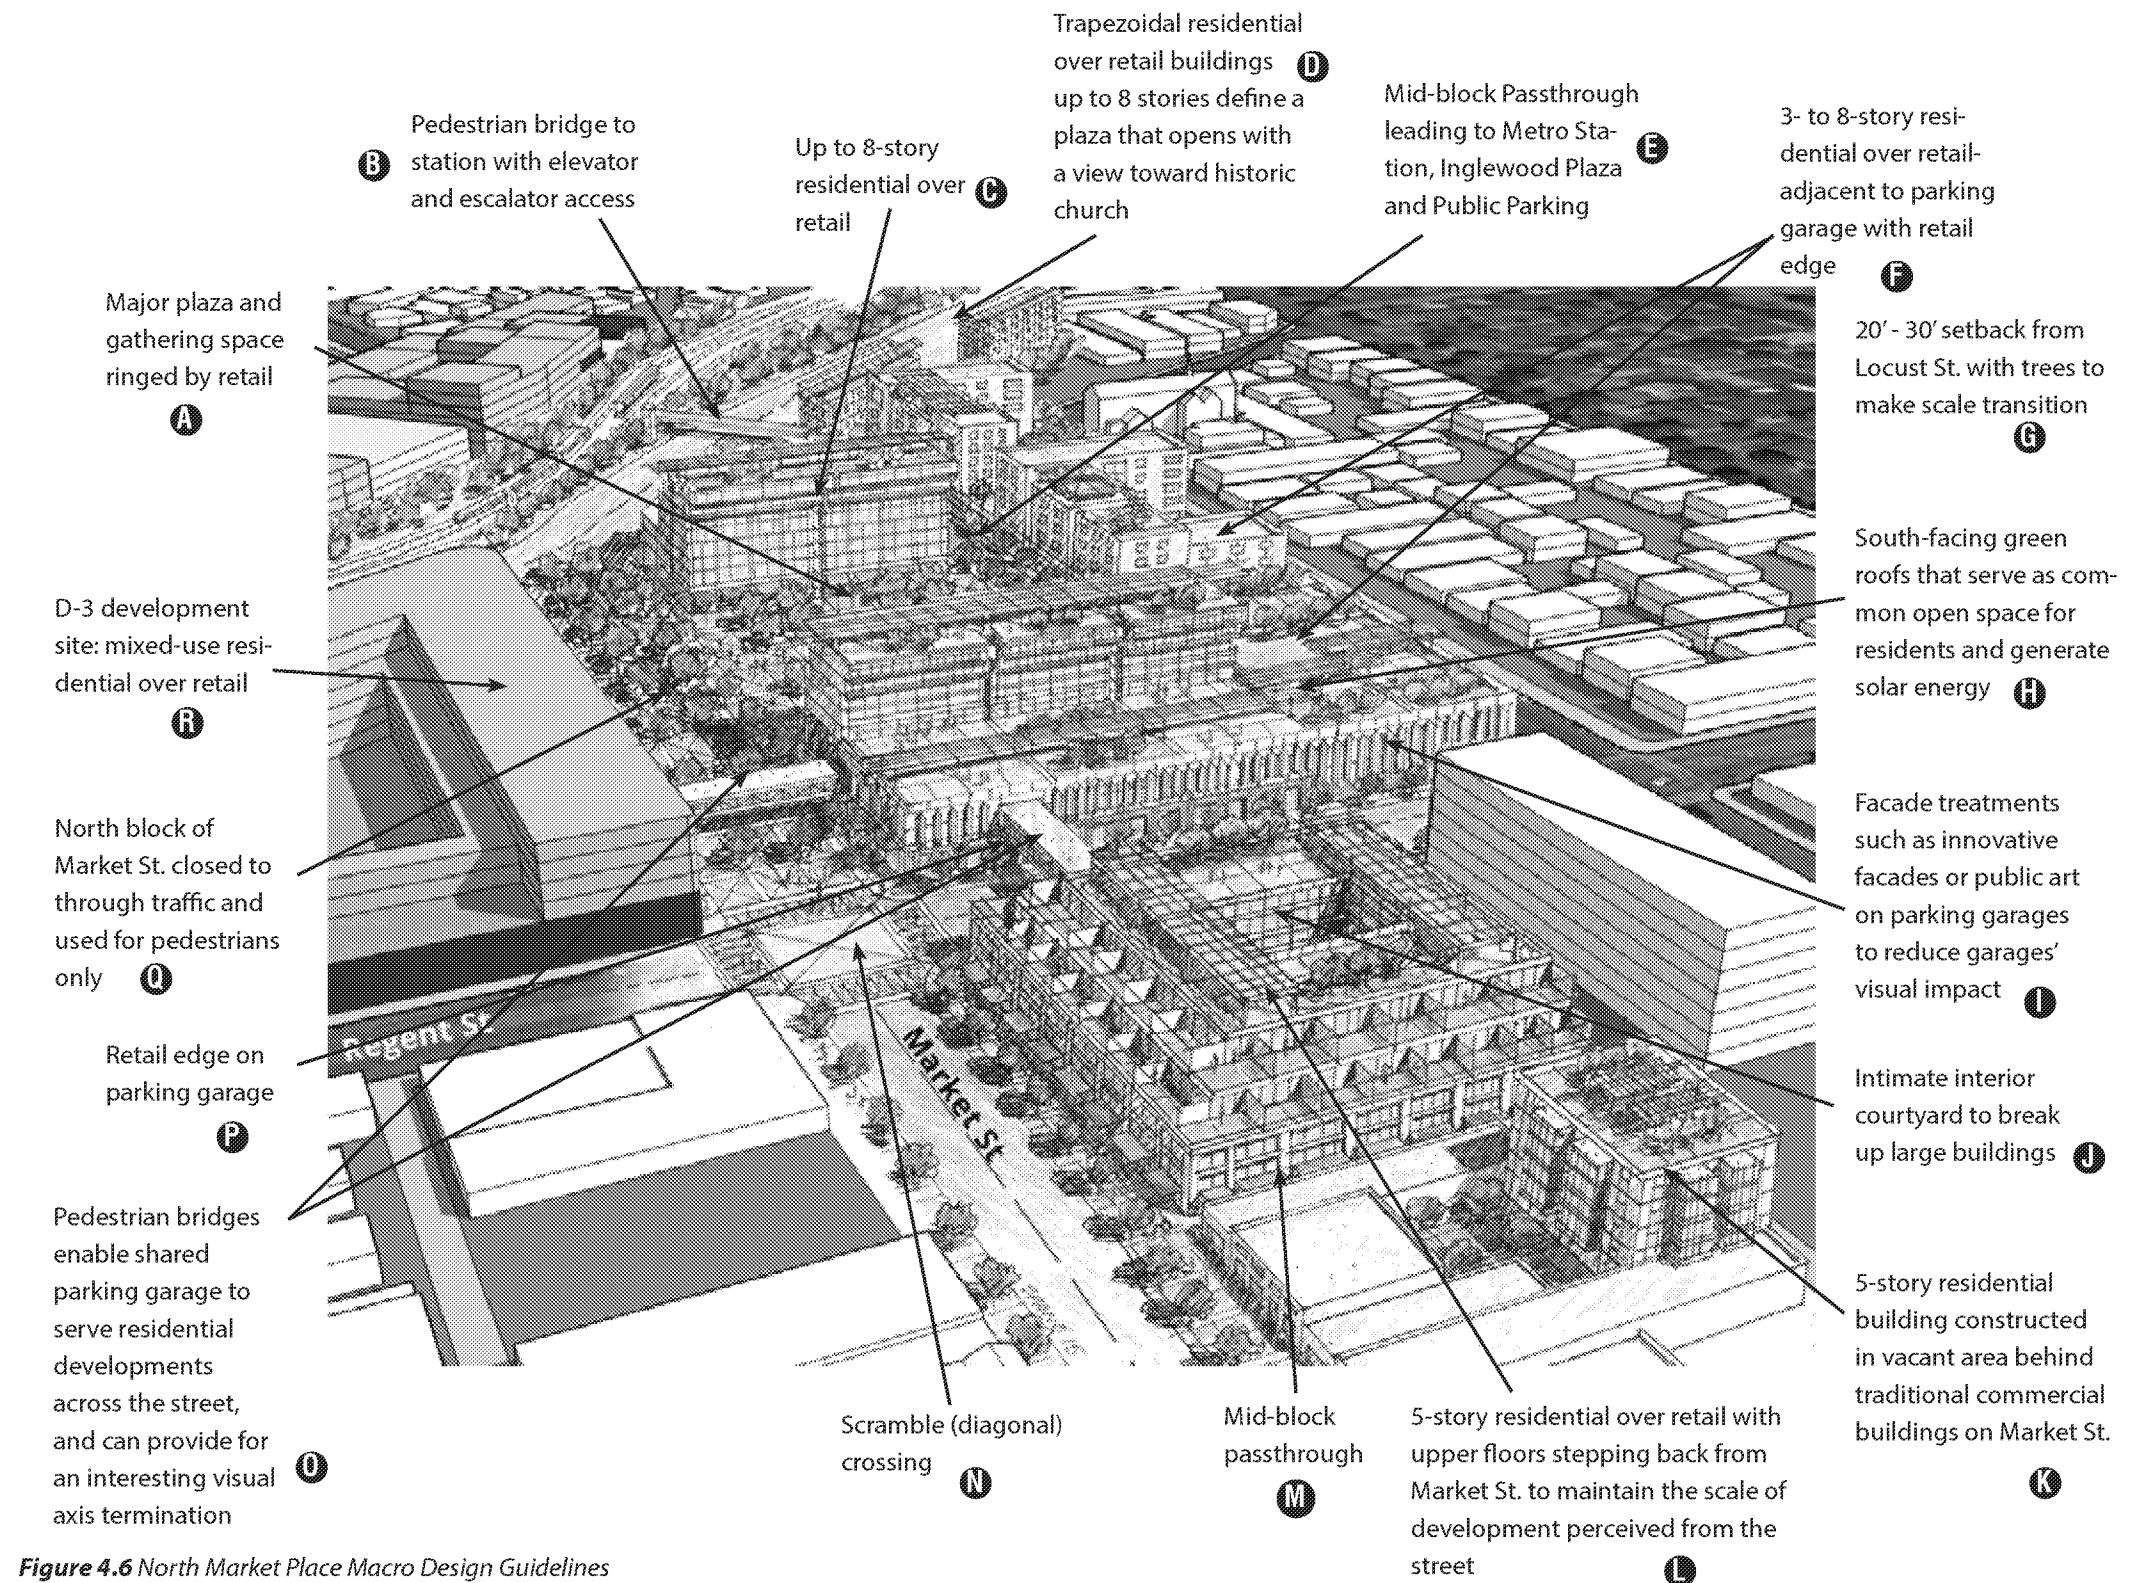 Trapezoidal residential
over retail buildings D
up to 8 stories define a
plaza that opens with
a view toward historic
church
Mid-block Passthrough
leading to Metro Sta-
tion, Inglewood Plaza
and Public Parking
E
3- to 8-story resi-
dential over retail-
adjacent to parking
garage with retail
edge F
Pedestrian bridge to
station with elevator
and escalator access
B
Up to 8-story
residential over
retail
C
Major plaza and
gathering space
ringed by retail
A
20' - 30' setback from
Locust St. with trees to
make scale transition
G
D-3 development
site: mixed-use resi-
dential over retail
R
South-facing green
roofs that serve as com-
mon open space for
residents and generate
solar energy H
North block of
Market St. closed to
through traffic and
used for pedestrians
only Q
Facade treatments
such as innovative
facades or public art
on parking garages
to reduce garages'
visual impact I
Regent St.
Market St
Retail edge on
parking garage
P
Intimate interior
courtyard to break
up large buildings J
Pedestrian bridges
enable shared
parking garage to
serve residential
developments
across the street,
and can provide for
an interesting visual
axis termination
O
5-story residential
building constructed
in vacant area behind
traditional commercial
buildings on Market St.
K
Scramble (diagonal)
crossing N
Mid-block
passthrough
M
5-story residential over retail with
upper floors stepping back from
Market St. to maintain the scale of
development perceived from the
street L
Figure 4.6 North Market Place Macro Design Guidelines